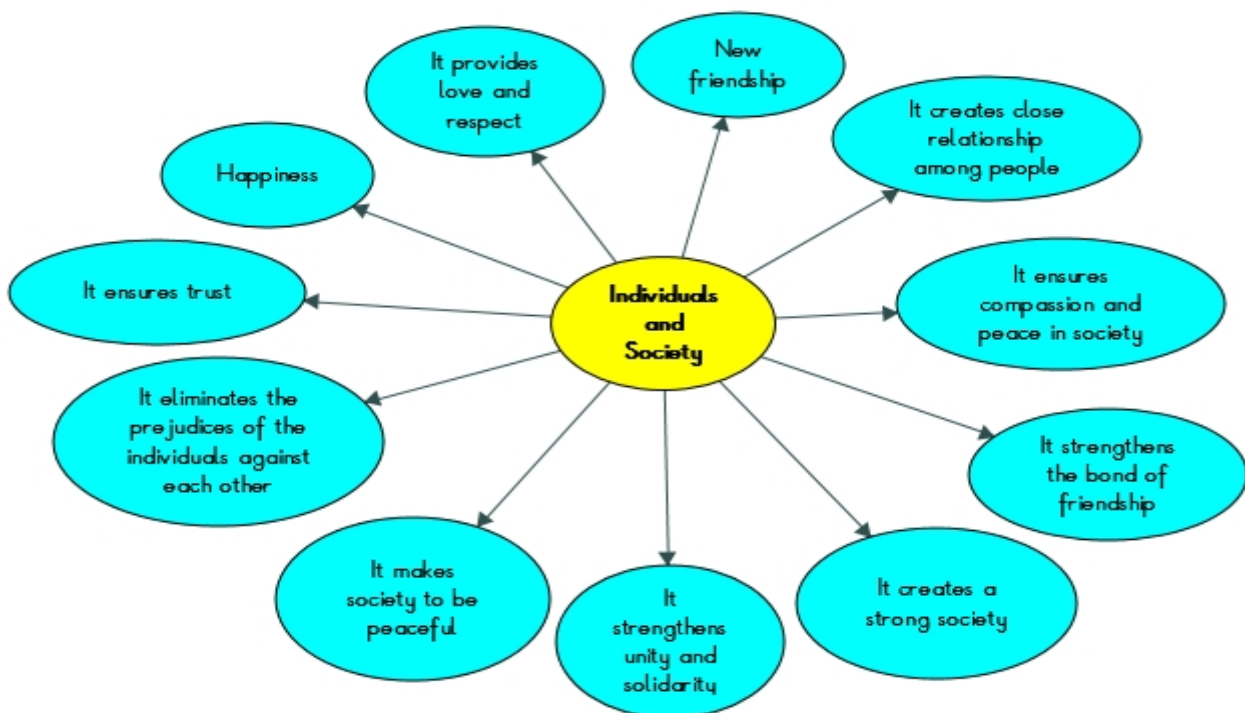 It provides
love and
respect
New
friendship
It creates close
relationship
among people
Happiness
It ensures trust
Individuals
and
Society
It ensures
compassion and
peace in society
It eliminates the
prejudices of the
individuals against
each other
It strengthens
the bond of
friendship
It makes
society to be
peaceful
It
strengthens
unity and
solidarity
It creates a
strong society